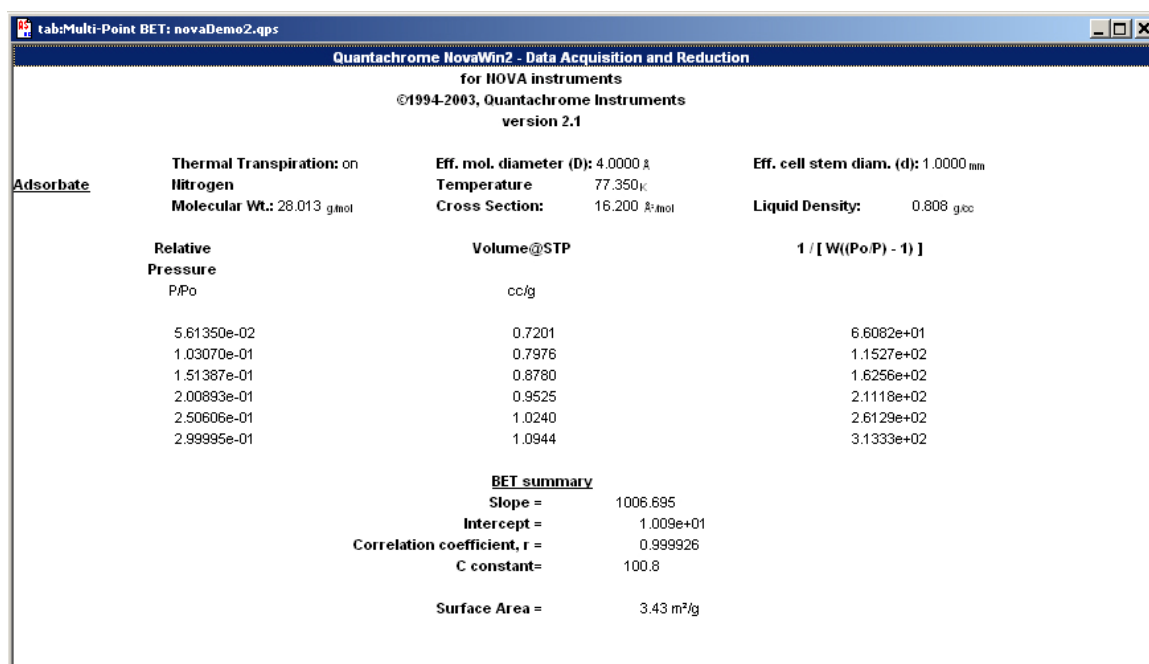 tab:Multi-Point BET: novaDemo2.qps
Quantachrome NovaWin2 - Data Acquisition and Reduction
for NOVA instruments
©1994-2003, Quantachrome Instruments
version 2.1
Thermal Transpiration: on Eff. mol. diameter (D): 4.0000 Å Eff. cell stem diam. (d): 1.0000 mm
Adsorbate Nitrogen Temperature 77.350 K
Molecular Wt.: 28.013 g/mol Cross Section: 16.200 Å²/mol Liquid Density: 0.808 g/cc
Relative Volume@STP 1 / [ W((Po/P) - 1) ]
Pressure
P/Po cc/g
5.61350e-02 0.7201 6.6082e+01
1.03070e-01 0.7976 1.1527e+02
1.51387e-01 0.8780 1.6256e+02
2.00893e-01 0.9525 2.1118e+02
2.50606e-01 1.0240 2.6129e+02
2.99995e-01 1.0944 3.1333e+02
BET summary
Slope = 1006.695
Intercept = 1.009e+01
Correlation coefficient, r = 0.999926
C constant= 100.8
Surface Area = 3.43 m²/g